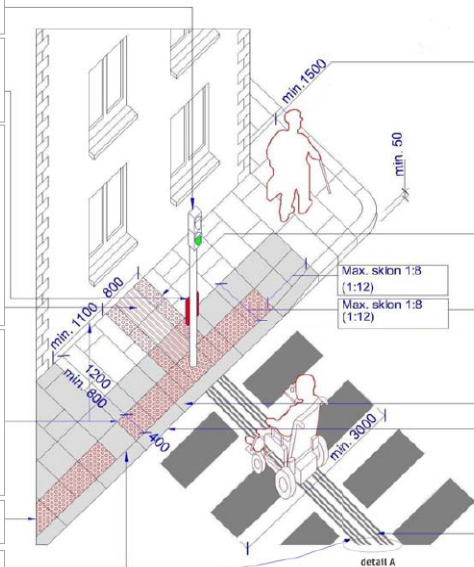 min.1500
min. 50
Max. sklon 1:8
(1:12)
Max. sklon 1:8
(1:12)
800
min. 1100
1200
min. 800
400
min. 3000
detail A